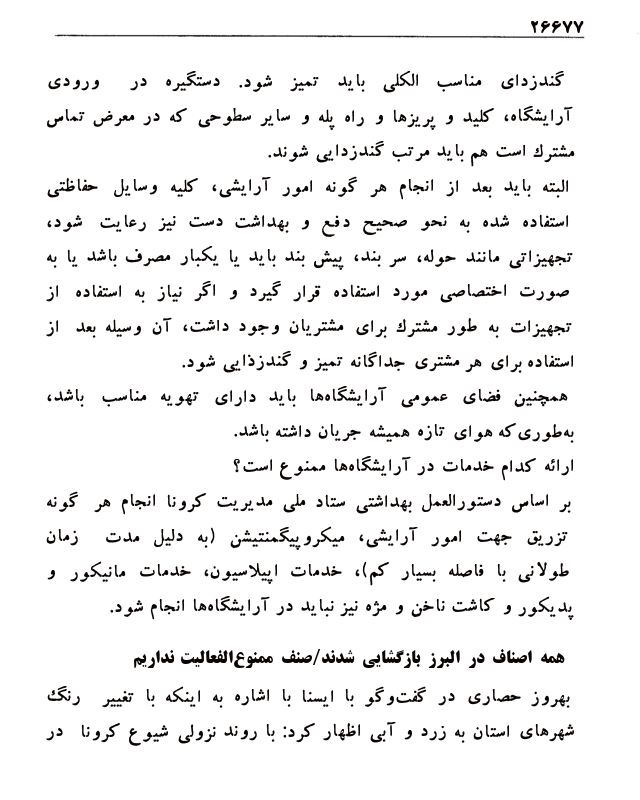 ۲۶۶۷۷
گندزدای مناسب الکلی باید تمیز شود. دستگیره در ورودی
آرایشگاه، کلید و پریزها و راه پله و سایر سطوحی که در معرض تماس
مشترك است هم باید مرتب گندزدایی شوند.
البته باید بعد از انجام هر گونه امور آرایشی، کلیه وسایل حفاظتی
استفاده شده به نحو صحیح دفع و بهداشت دست نیز رعایت شود،
تجهیزاتی مانند حوله، سر بند، پیش بند باید یا یکبار مصرف باشد یا به
صورت اختصاصی مورد استفاده قرار گیرد و اگر نیاز به استفاده از
تجهیزات به طور مشترك برای مشتریان وجود داشت، آن وسیله بعد از
استفاده برای هر مشتری جداگانه تمیز و گندزذایی شود.
همچنین فضای عمومی آرایشگاه‌ها باید دارای تهویه مناسب باشد،
به‌طوری‌که هوای تازه همیشه جریان داشته باشد.
ارائه کدام خدمات در آرایشگاه‌ها ممنوع است؟
بر اساس دستورالعمل بهداشتی ستاد ملی مدیریت کرونا انجام هر گونه
تزریق جهت امور آرایشی، میکروپیگمنتیشن (به دلیل مدت زمان
طولانی با فاصله بسیار کم)، خدمات اپیلاسیون، خدمات مانیکور و
پدیکور و کاشت ناخن و مژه نیز نباید در آرایشگاه‌ها انجام شود.
همه اصناف در البرز بازگشایی شدند/صنف ممنوع‌الفعالیت نداریم
بهروز حصاری در گفت‌وگو با ایسنا با اشاره به اینکه با تغییر رنگ
شهرهای استان به زرد و آبی اظهار کرد: با روند نزولی شیوع کرونا در